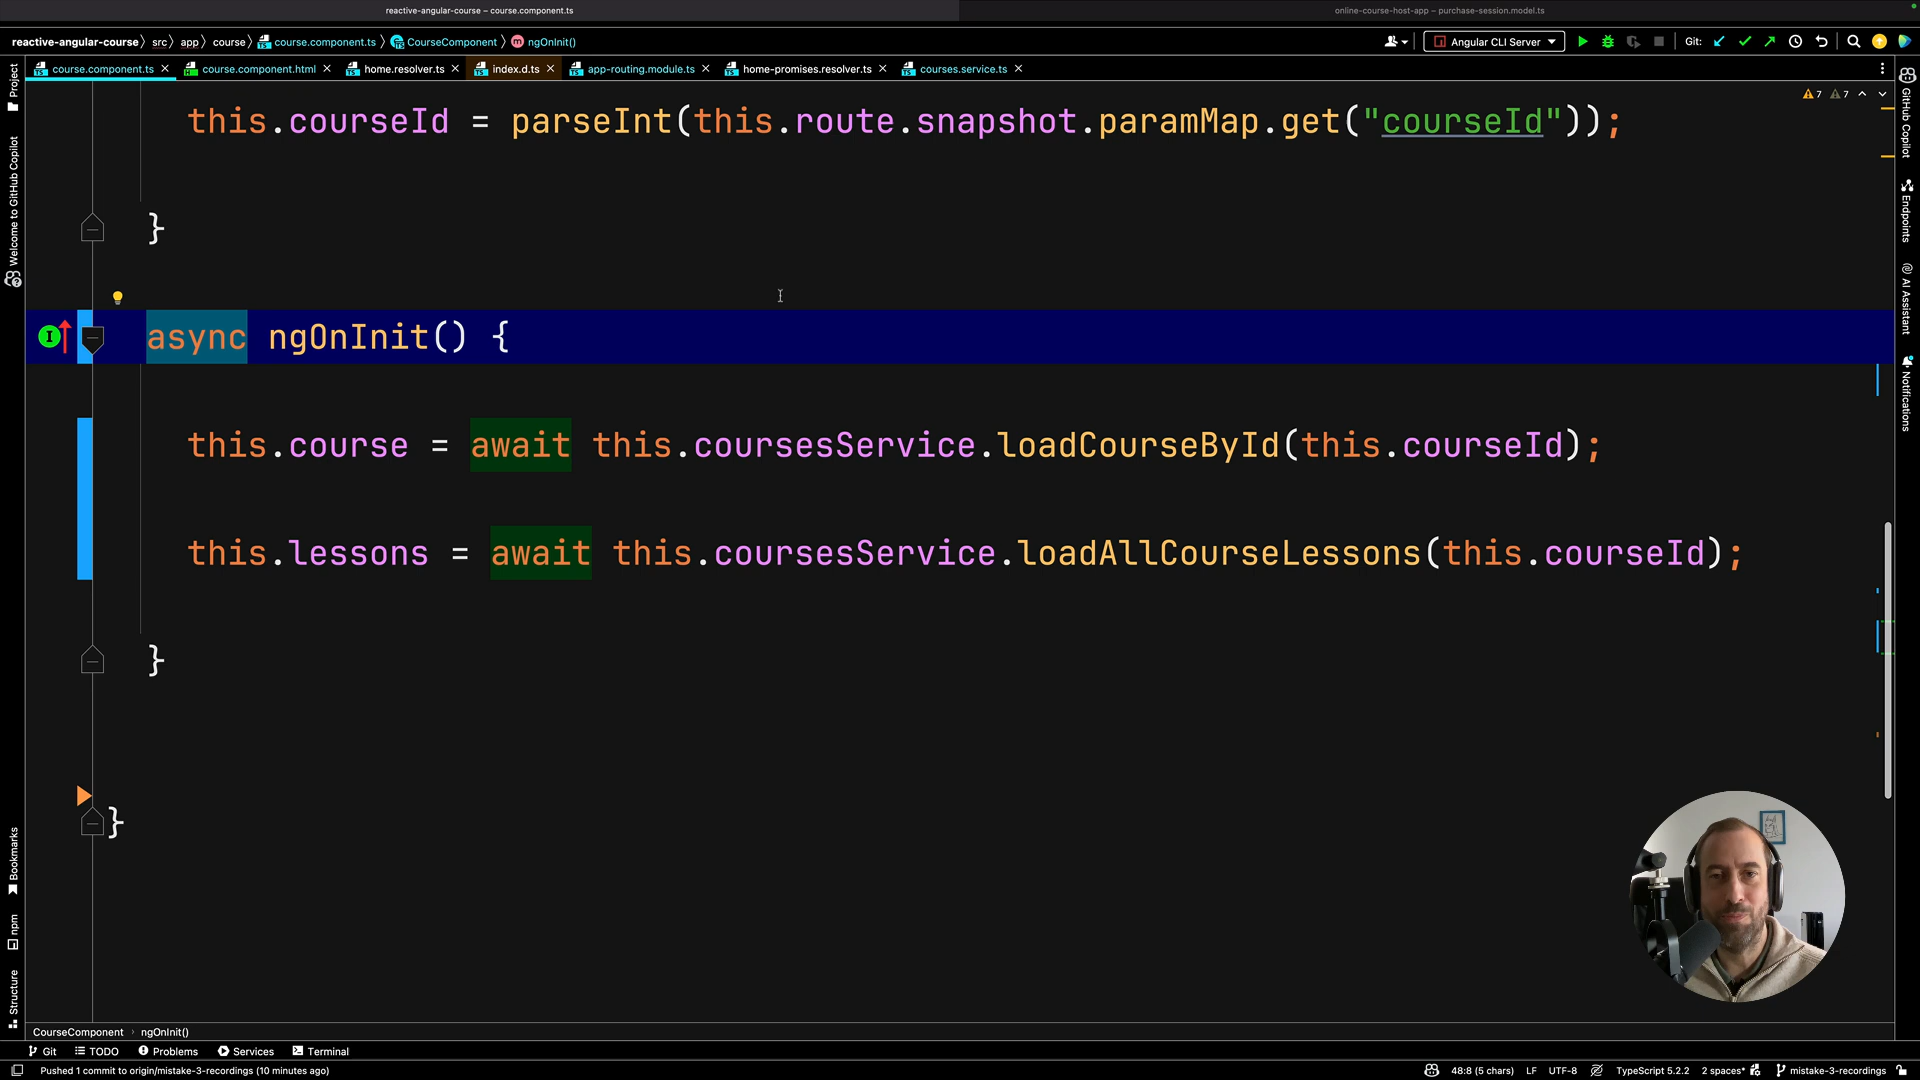 reactive-angular-course – course.component.ts
online-course-host-app – purchase-session.model.ts
reactive-angular-course
src
app
course
course.component.ts
CourseComponent
ngOnInit()
Angular CLI Server
Git:
course.component.ts
course.component.html
home.resolver.ts
index.d.ts
app-routing.module.ts
home-promises.resolver.ts
courses.service.ts
7
7
Project
Welcome to GitHub Copilot
Bookmarks
npm
Structure
GitHub Copilot
Endpoints
AI Assistant
Notifications
this.courseId = parseInt(this.route.snapshot.paramMap.get("courseId"));
}
async ngOnInit() {
this.course = await this.coursesService.loadCourseById(this.courseId);
this.lessons = await this.coursesService.loadAllCourseLessons(this.courseId);
}
}
CourseComponent
ngOnInit()
Git
TODO
Problems
Services
Terminal
Pushed 1 commit to origin/mistake-3-recordings (10 minutes ago)
48:8 (5 chars)
LF
UTF-8
TypeScript 5.2.2
2 spaces*
mistake-3-recordings